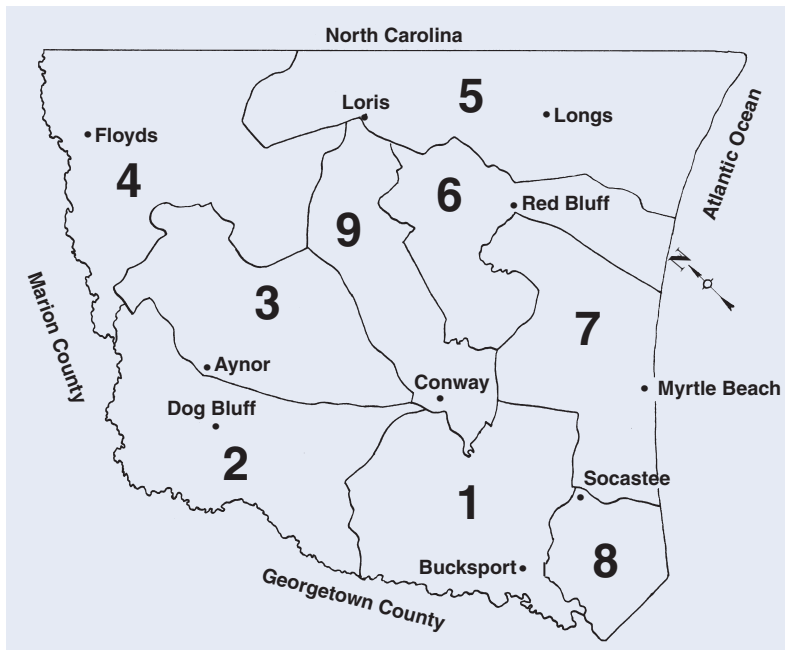 North Carolina
5
Loris
Longs
Atlantic Ocean
Floyds
4
6
Red Bluff
9
N
Marion County
3
7
Aynor
Conway
Myrtle Beach
Dog Bluff
2
1
Socastee
8
Bucksport
Georgetown County